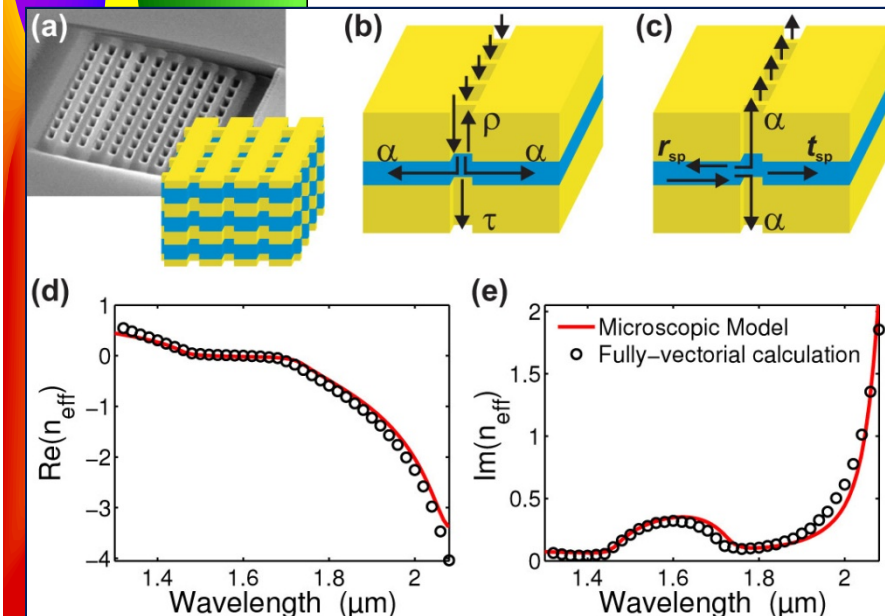 (a)
(b)
(c)
ρ
α
α
τ
r_sp
α
t_sp
α
(d)
1
0
−1
−2
−3
−4
Re(n_eff)
1.4
1.6
1.8
2
Wavelength (μm)
(e)
2
1.5
1
0.5
0
Im(n_eff)
Microscopic Model
Fully−vectorial calculation
1.4
1.6
1.8
2
Wavelength (μm)